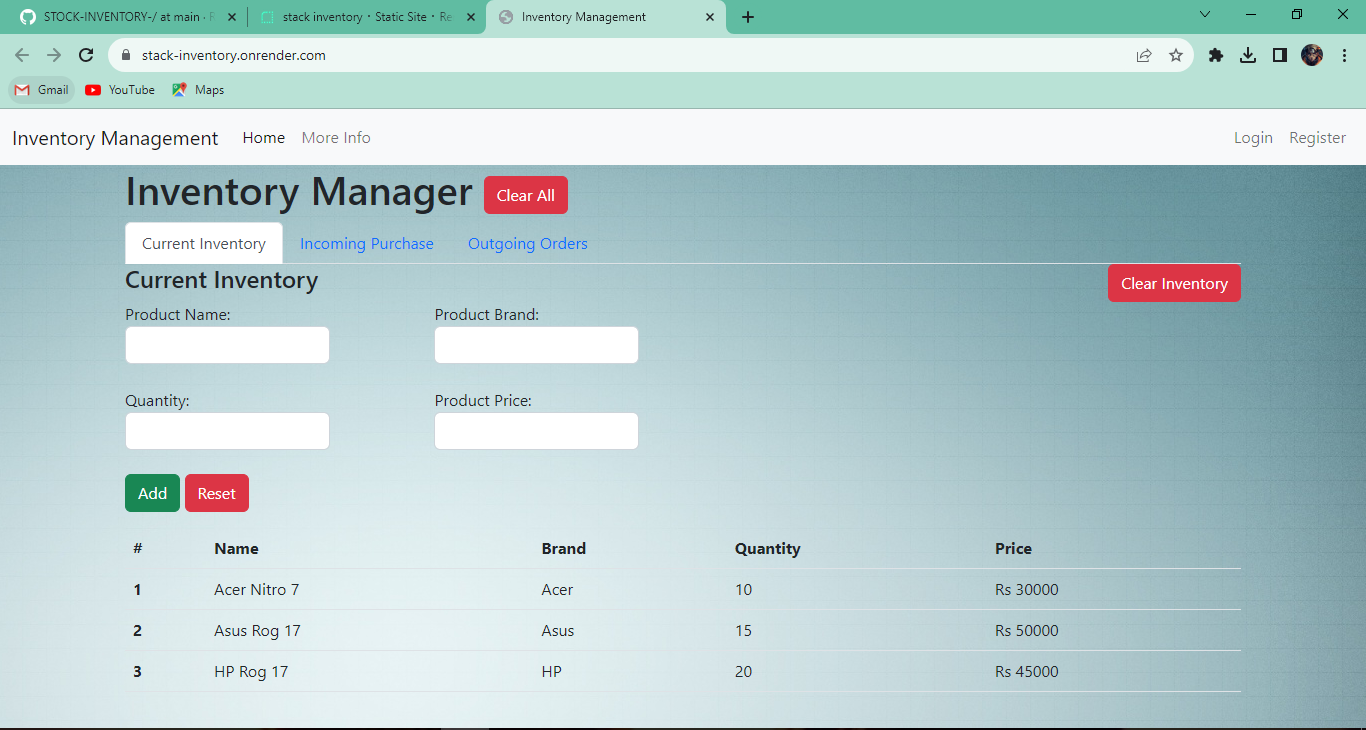 STOCK-INVENTORY-/ at main · R
stack inventory · Static Site · Re
Inventory Management
stack-inventory.onrender.com
Gmail YouTube Maps
Inventory Management Home More Info Login Register
Inventory Manager Clear All
Current Inventory Incoming Purchase Outgoing Orders
Current Inventory Clear Inventory
Product Name: Product Brand:
Quantity: Product Price:
Add Reset
# Name Brand Quantity Price
1 Acer Nitro 7 Acer 10 Rs 30000
2 Asus Rog 17 Asus 15 Rs 50000
3 HP Rog 17 HP 20 Rs 45000